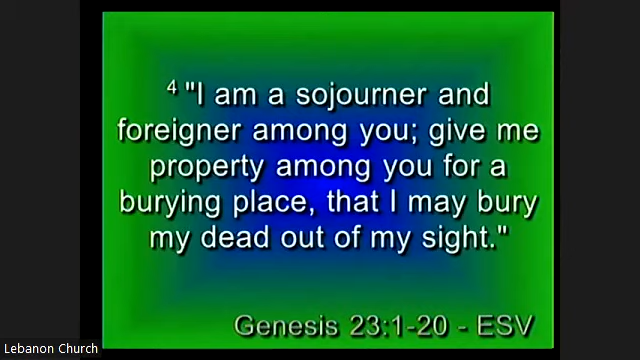 4 "I am a sojourner and
foreigner among you; give me
property among you for a
burying place, that I may bury
my dead out of my sight."
Genesis 23:1-20 - ESV
Lebanon Church